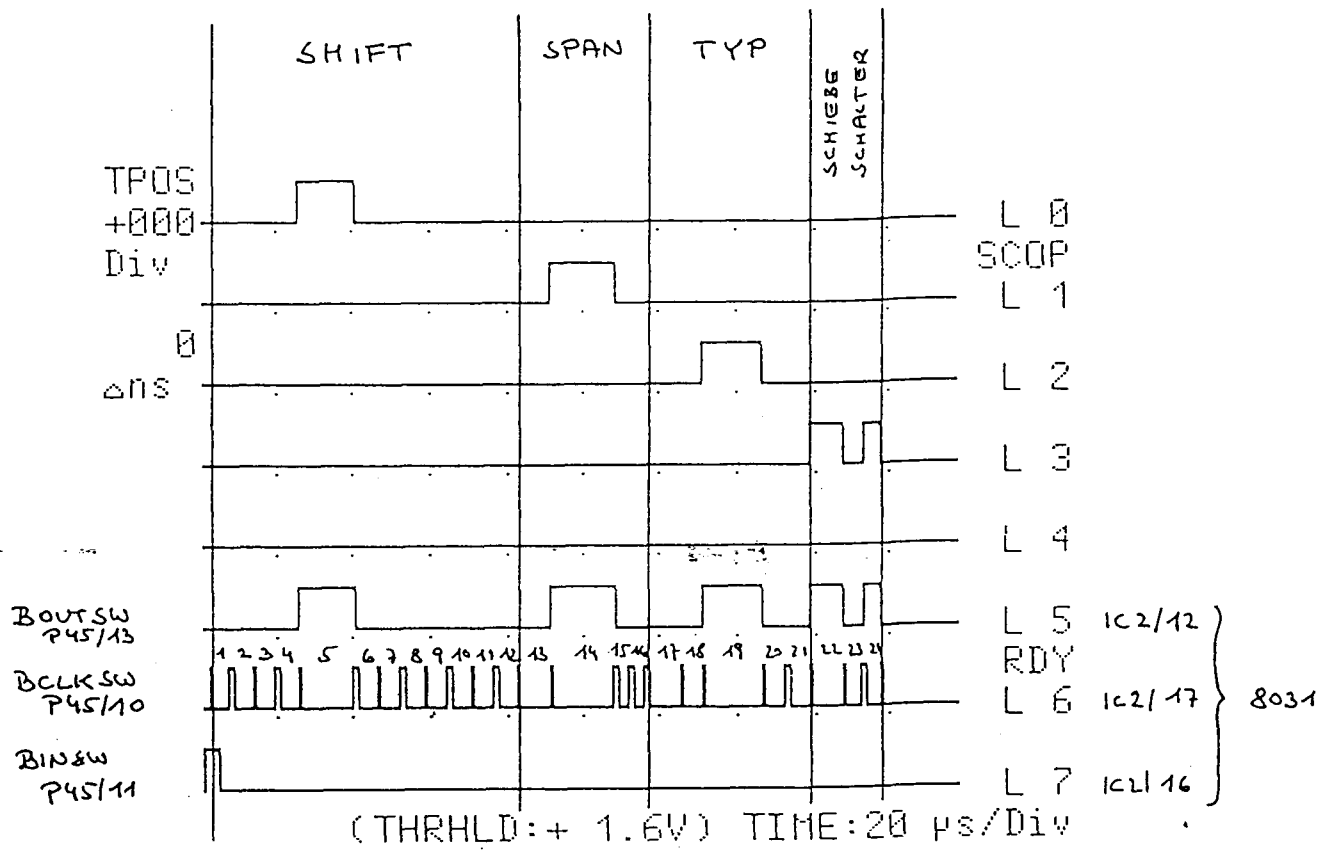 SHIFT SPAN TYP SCHIEBE SCHALTER
TPOS
+000 L 0
Div SCOP
L 1
0
L 2
Δns
L 3
L 4
BOUTSW L 5 IC2/12
P45/13
1 2 3 4 5 6 7 8 9 10 11 12 13 14 15 16 17 18 19 20 21 22 23 24 RDY
BCLKSW L 6 IC2/17 8031
P45/10
BINSW
P45/11 L 7 IC2/16
(THRHLD:+ 1.6V) TIME:20 µs/Div